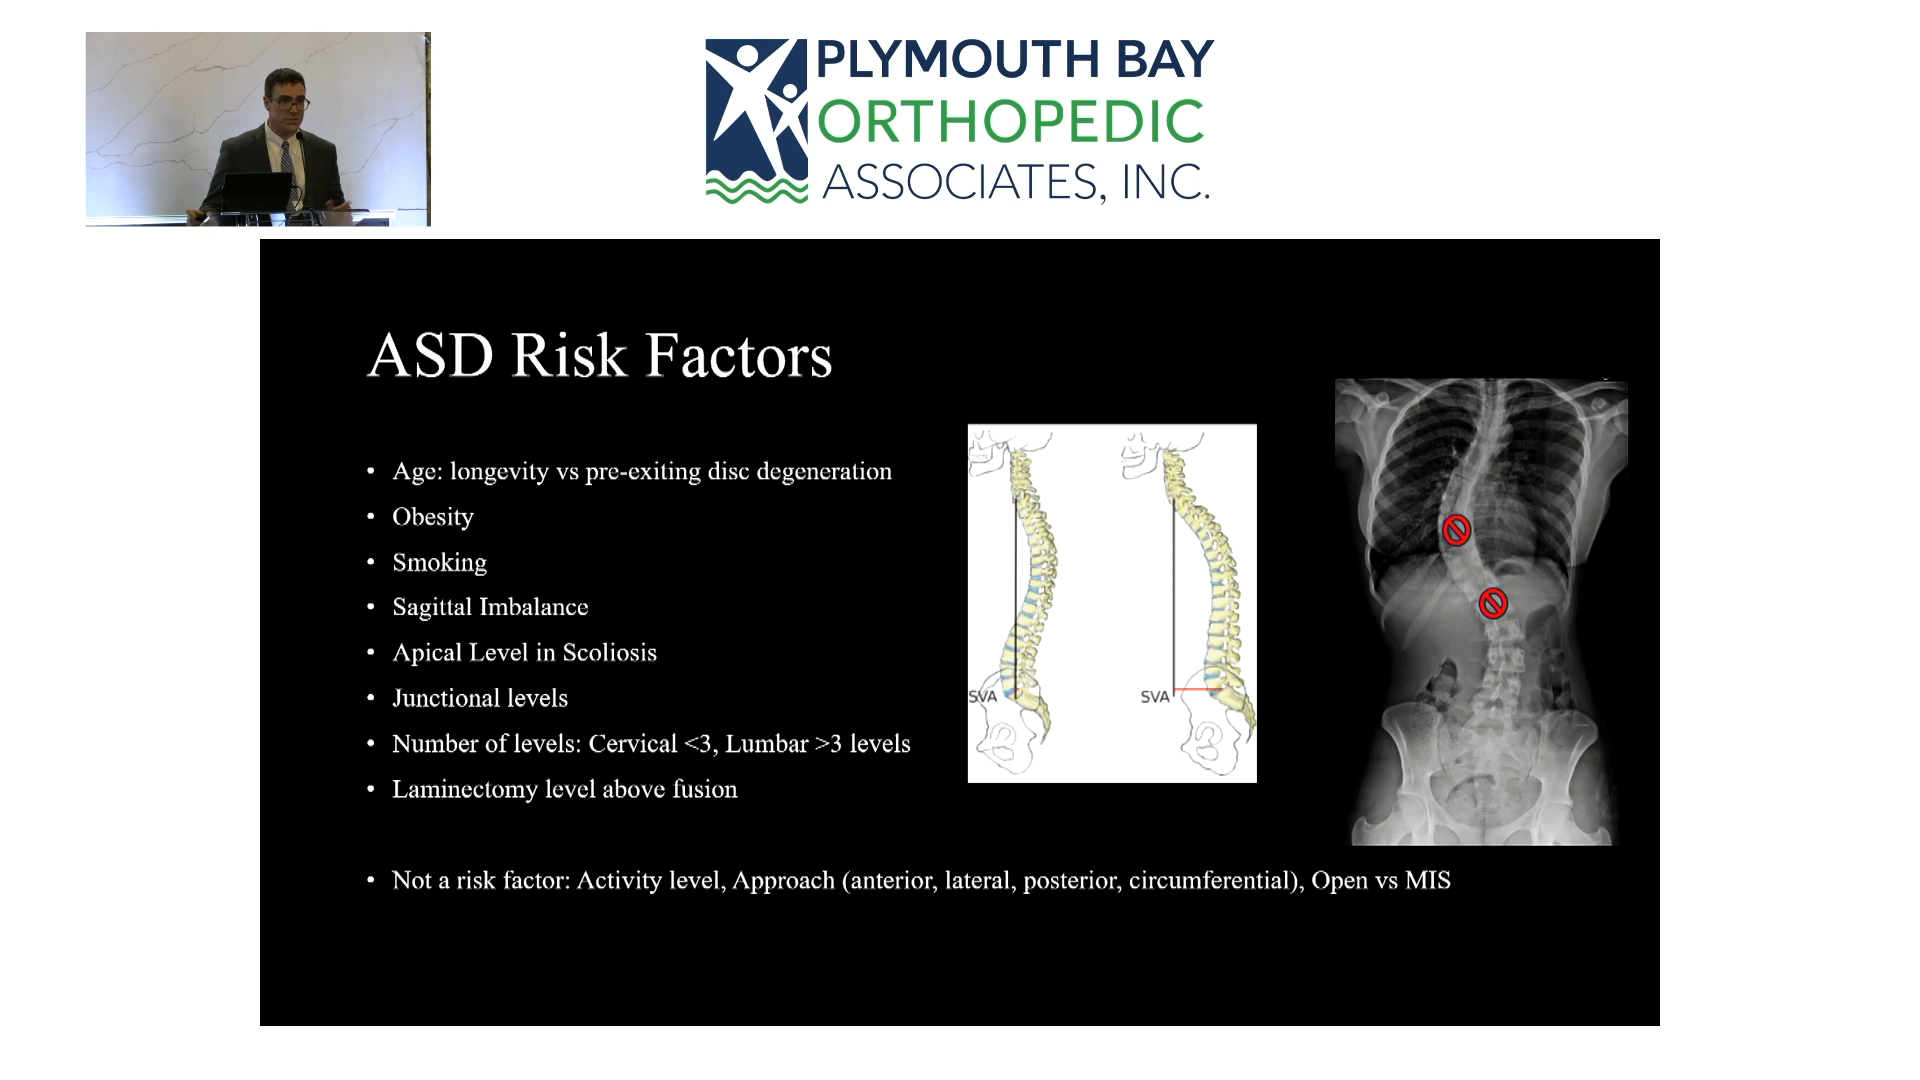 PLYMOUTH BAY
ORTHOPEDIC
ASSOCIATES, INC.
ASD Risk Factors
• Age: longevity vs pre-exiting disc degeneration
• Obesity
• Smoking
• Sagittal Imbalance
• Apical Level in Scoliosis
• Junctional levels
• Number of levels: Cervical <3, Lumbar >3 levels
• Laminectomy level above fusion
• Not a risk factor: Activity level, Approach (anterior, lateral, posterior, circumferential), Open vs MIS
SVA
SVA